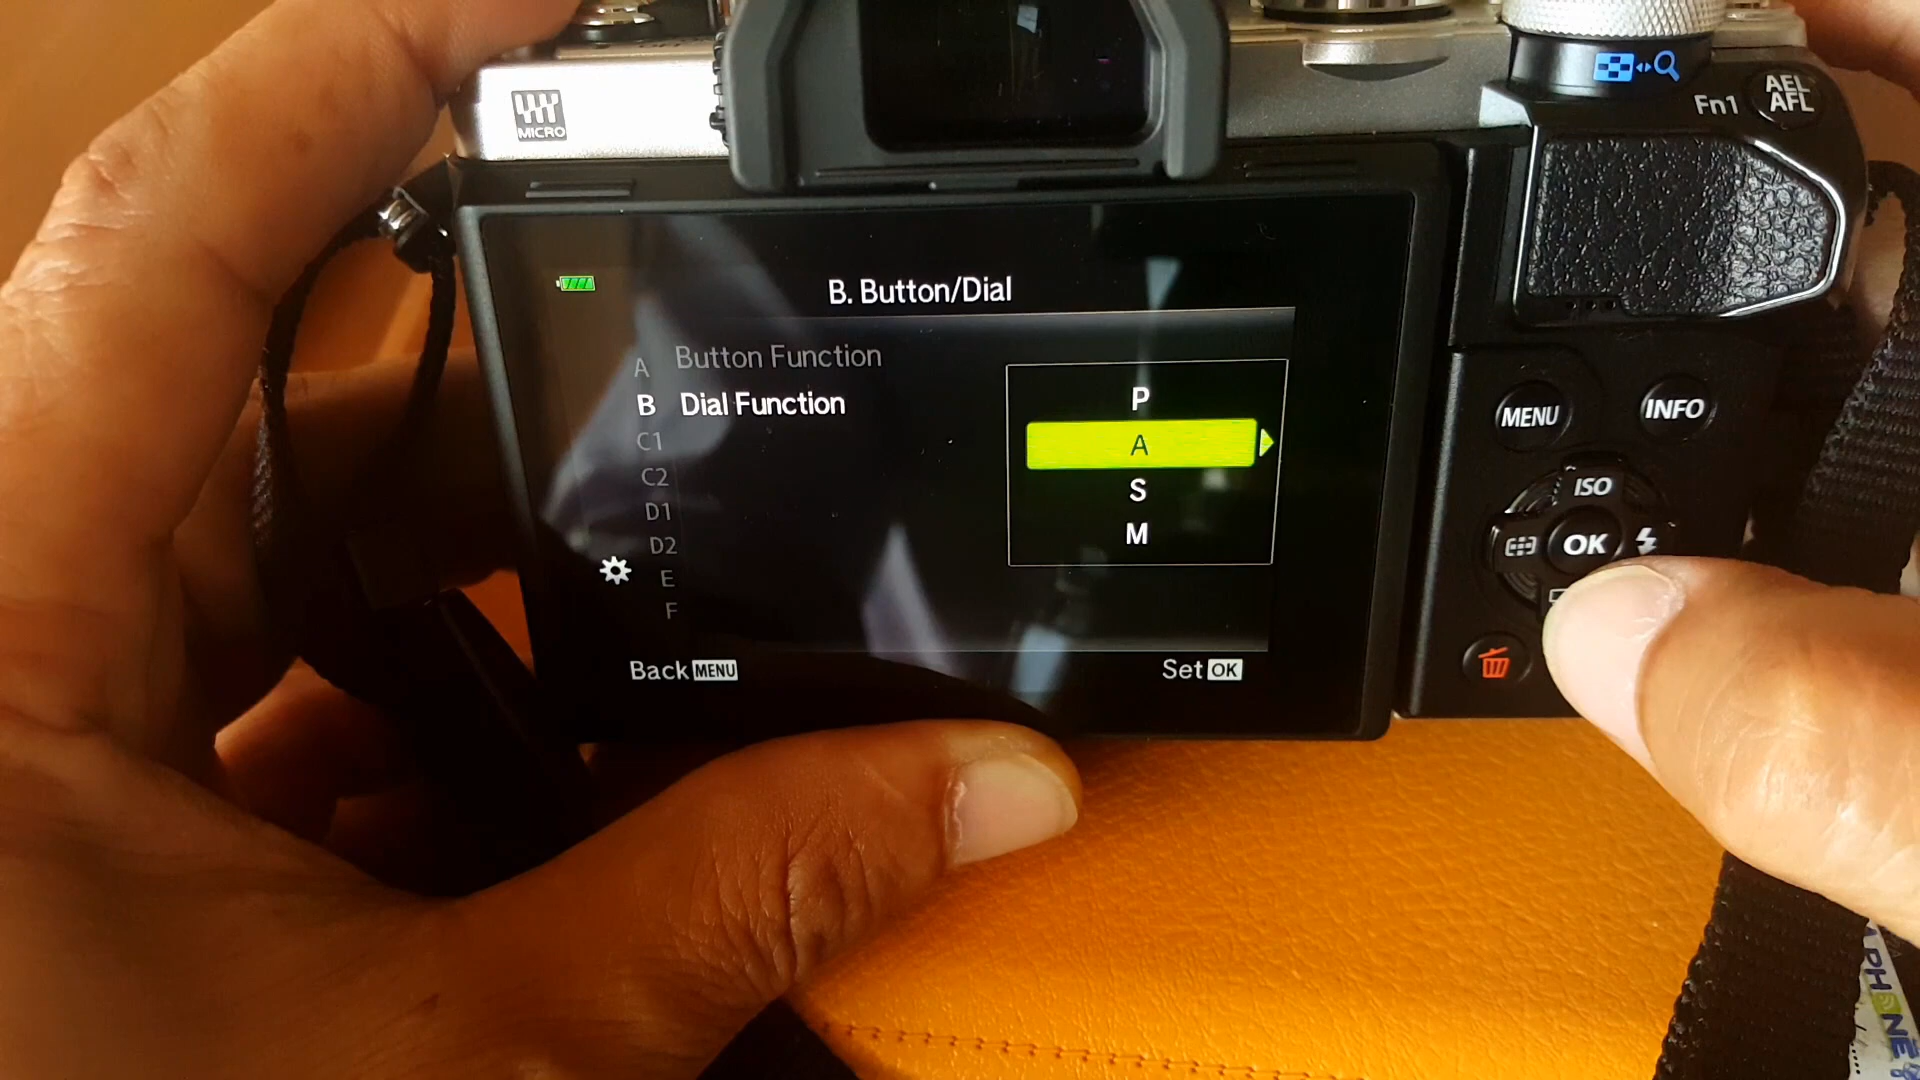 MICRO
Fn1
AEL
AFL
B. Button/Dial
A Button Function
B Dial Function
C1
C2
D1
D2
E
F
P
A
S
M
Back MENU
Set OK
MENU
INFO
ISO
OK